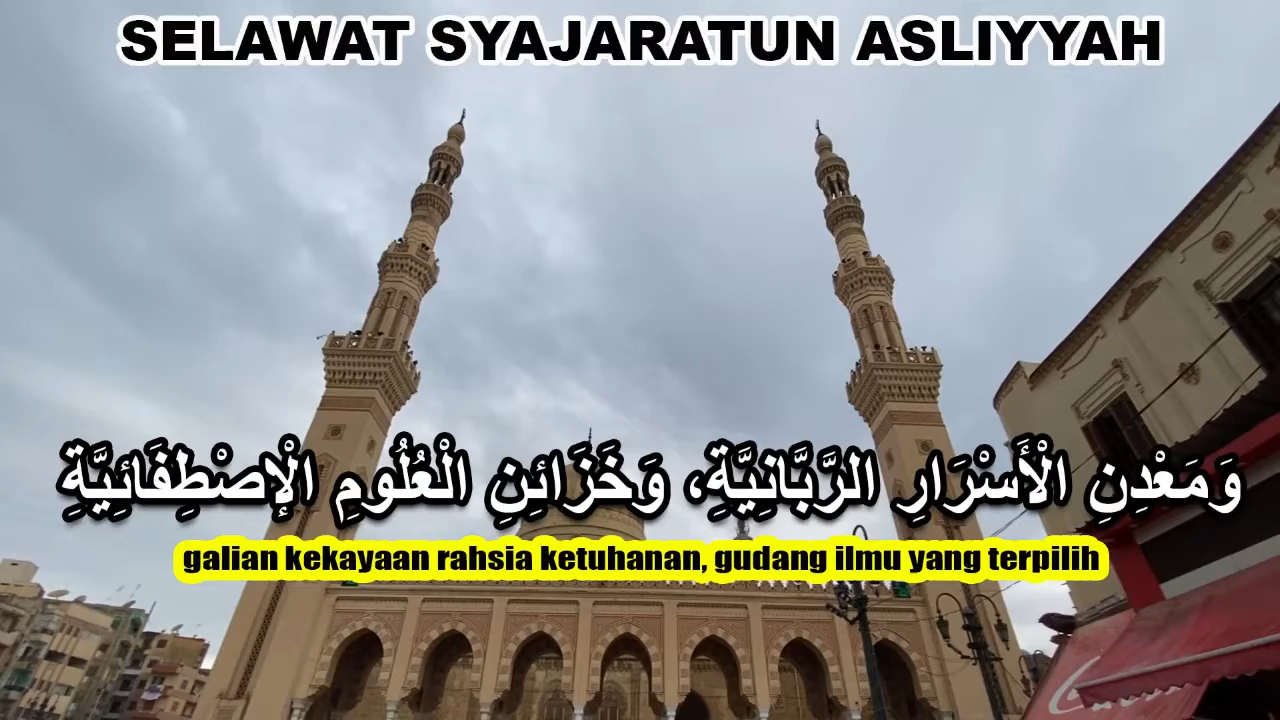 SELAWAT SYAJARATUN ASLIYYAH
وَمَعْدِنِ الْأَسْرَارِ الرَّبَّانِيَّةِ، وَخَزَائِنِ الْعُلُومِ الْإِصْطِفَائِيَّةِ
galian kekayaan rahsia ketuhanan, gudang ilmu yang terpilih